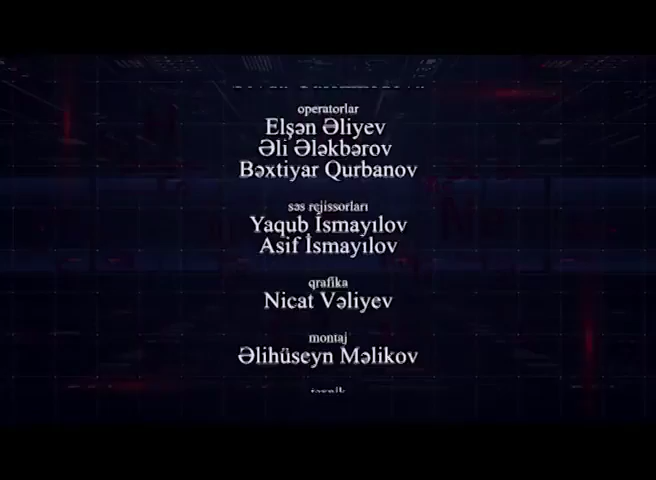 operatorlar
Elşən Əliyev
Əli Ələkbərov
Bəxtiyar Qurbanov
səs rejissorları
Yaqub İsmayılov
Asif İsmayılov
qrafika
Nicat Vəliyev
montaj
Əlihüseyn Məlikov